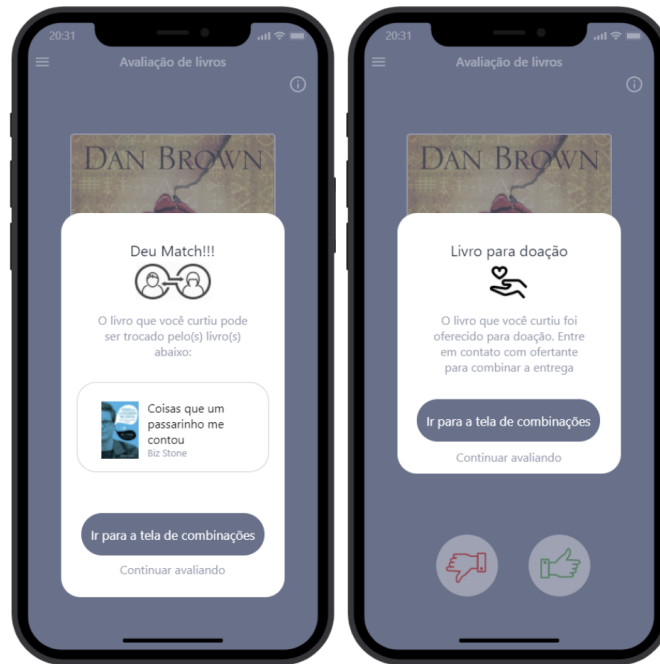 20:31
Avaliação de livros
DAN BROWN
Deu Match!!!
O livro que você curtiu pode
ser trocado pelo(s) livro(s)
abaixo:
Coisas que um
passarinho me
contou
Biz Stone
Ir para a tela de combinações
Continuar avaliando
20:31
Avaliação de livros
DAN BROWN
Livro para doação
O livro que você curtiu foi
oferecido para doação. Entre
em contato com ofertante
para combinar a entrega
Ir para a tela de combinações
Continuar avaliando